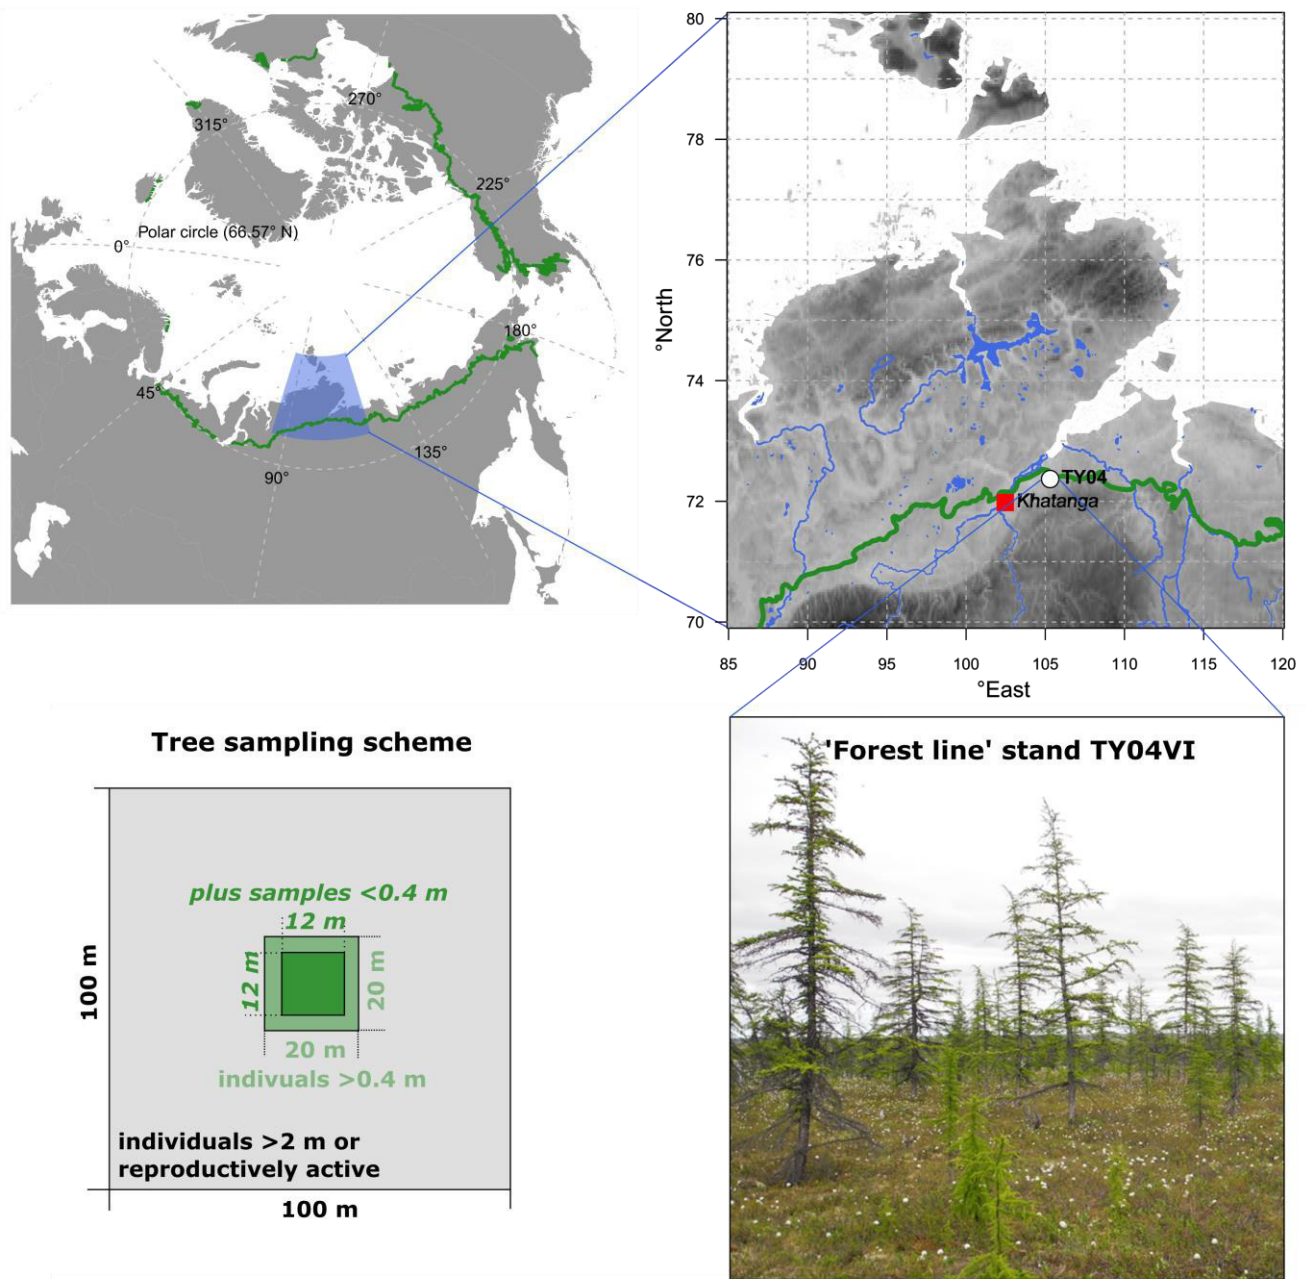 270°
315°
225°
Polar circle (66.57° N)
0°
180°
45°
135°
90°
80
78
76
74
72
70
°North
TY04
Khatanga
85
90
95
100
105
110
115
120
°East
Tree sampling scheme
plus samples <0.4 m
12 m
12 m
20 m
20 m
indivuals >0.4 m
100 m
individuals >2 m or
reproductively active
100 m
'Forest line' stand TY04VI